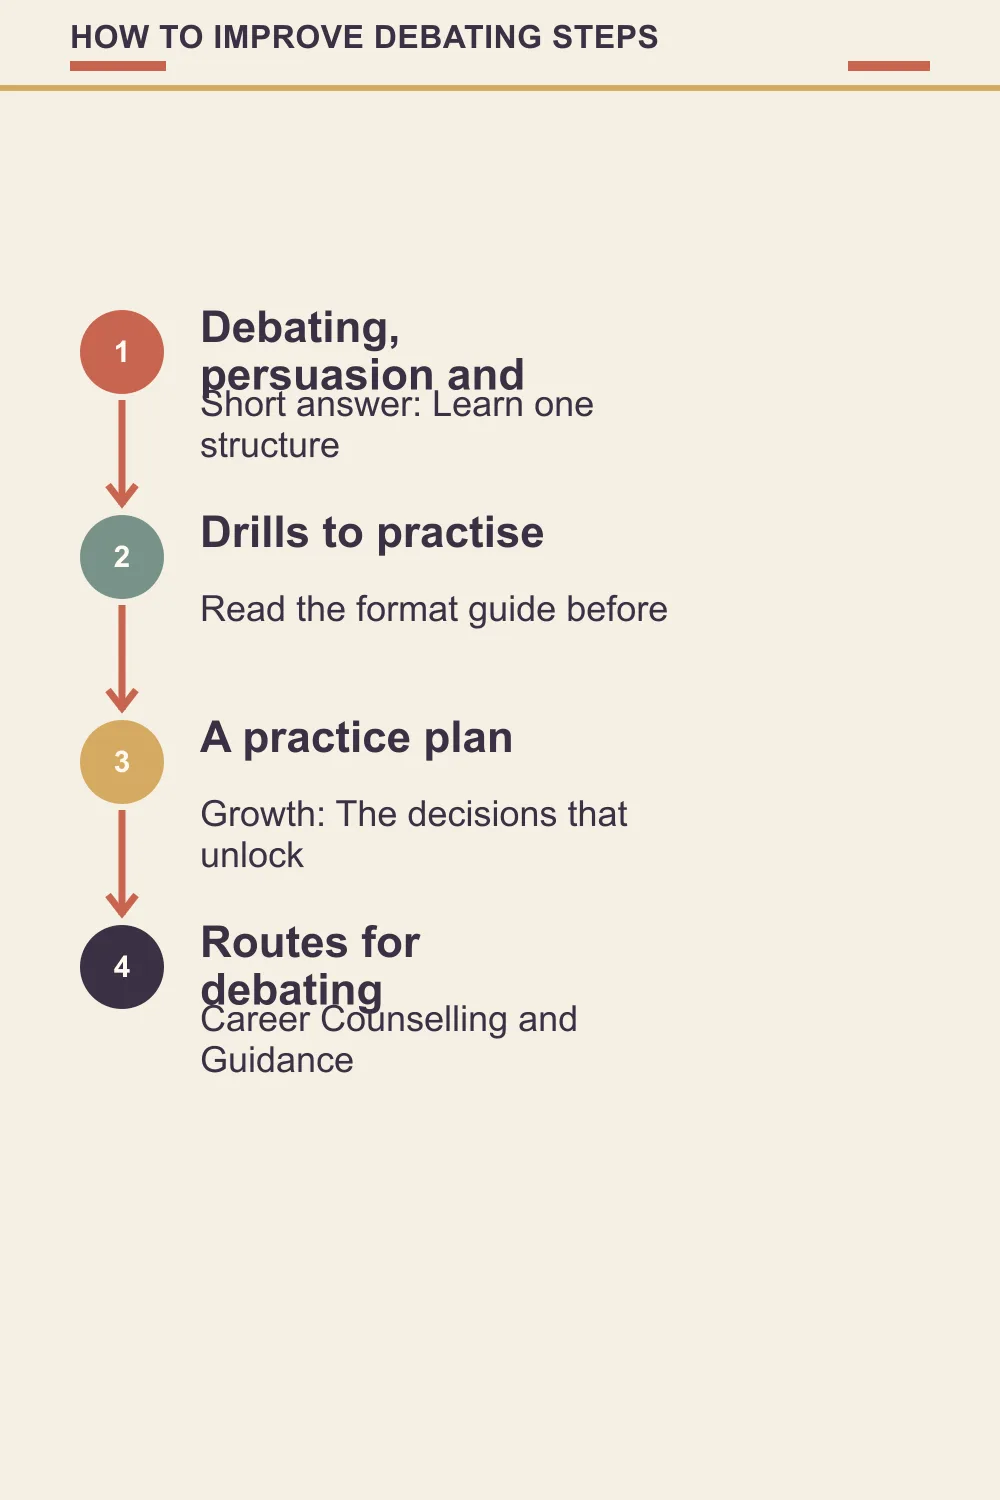 HOW TO IMPROVE DEBATING STEPS
1
Debating,
persuasion and
Short answer: Learn one
structure
2
Drills to practise
Read the format guide before
3
A practice plan
Growth: The decisions that
unlock
4
Routes for
debating
Career Counselling and
Guidance